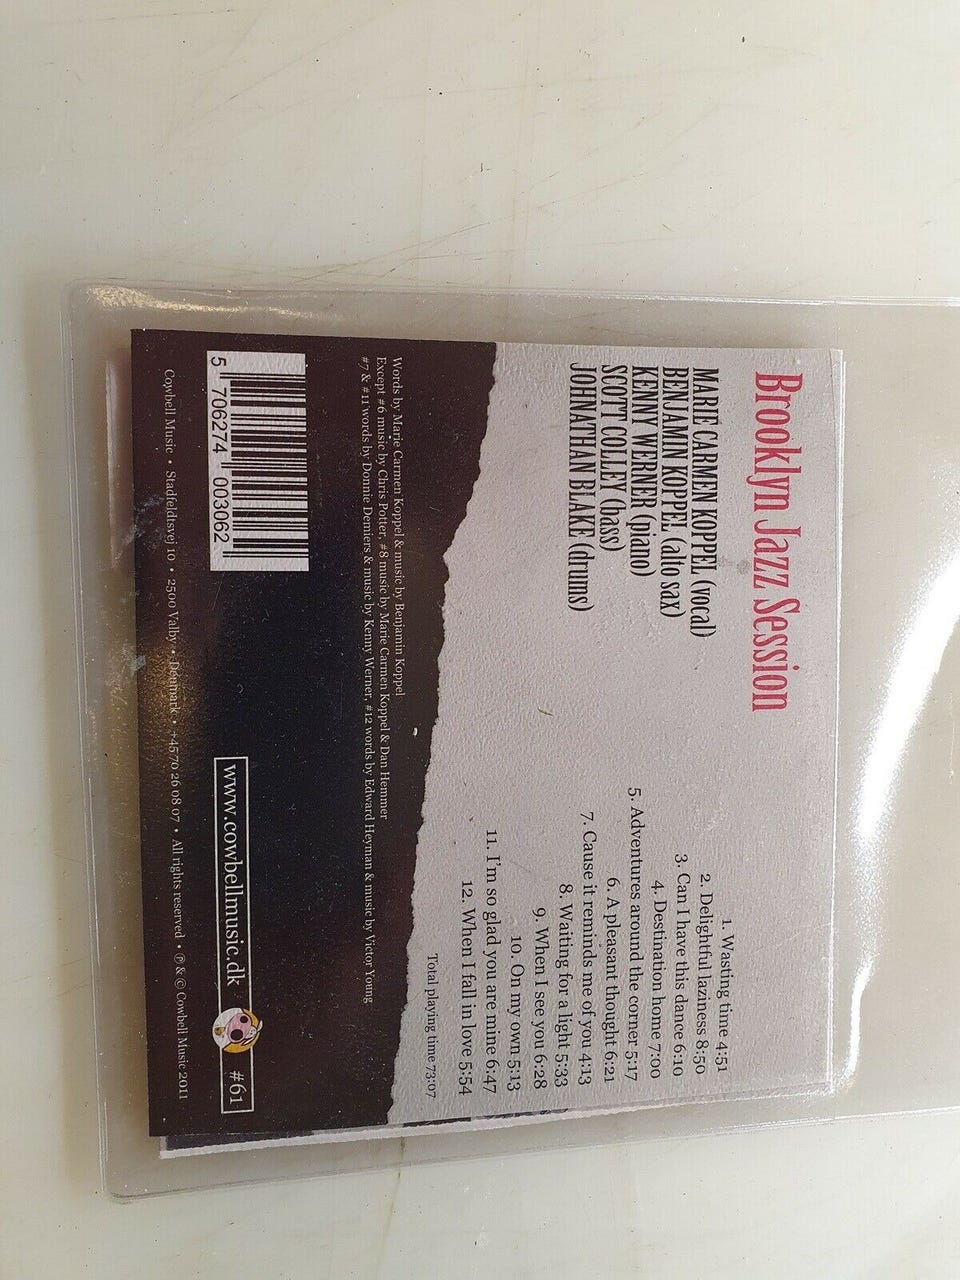 Brooklyn Jazz Session
MARIE CARMEN KOPPEL (vocal)
BENJAMIN KOPPEL (alto sax)
KENNY WERNER (piano)
SCOTT COLLEY (bass)
JOHNATHAN BLAKE (drums)
1. Wasting time 4:51
2. Delightful laziness 8:50
3. Can I have this dance 6:10
4. Destination home 7:00
5. Adventures around the corner 5:17
6. A pleasant thought 6:21
7. Cause it reminds me of you 4:13
8. Waiting for a light 5:33
9. When I see you 6:28
10. On my own 5:13
11. I'm so glad you are mine 6:47
12. When I fall in love 5:54
Total playing time 73:07
Words by Marie Carmen Koppel & music by Benjamin Koppel
Except #6 music by Chris Potter, #8 music by Marie Carmen Koppel & Dan Hemmer
#7 & #11 words by Donnie Demiers & music by Kenny Werner, #12 words by Edward Heyman & music by Victor Young
5 706274 003062
www.cowbellmusic.dk #61
Cowbell Music • Stadfeldtsvej 10 • 2500 Valby • Denmark • +4570 26 08 07 • All rights reserved • ℗ & © Cowbell Music 2011